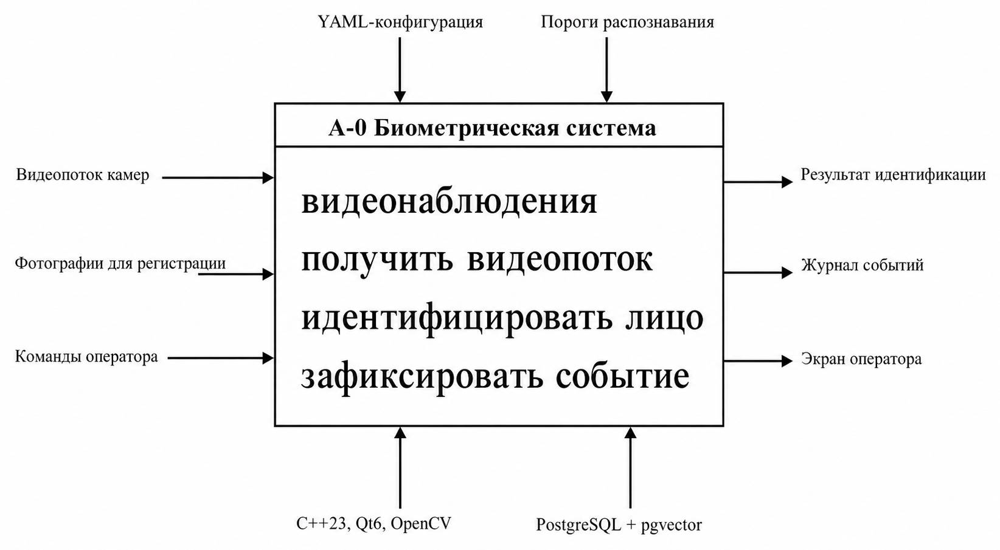 YAML-конфигурация
Пороги распознавания
А-0 Биометрическая система
Видеопоток камер
Результат идентификации
видеонаблюдения
получить видеопоток
Фотографии для регистрации
Журнал событий
идентифицировать лицо
Команды оператора
Экран оператора
зафиксировать событие
C++23, Qt6, OpenCV
PostgreSQL + pgvector